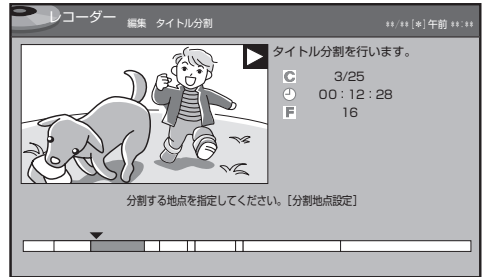 レコーダー 編集 タイトル分割 **/**[*]午前**:**
タイトル分割を行います。
C 3/25
00:12:28
F 16
分割する地点を指定してください。[分割地点設定]